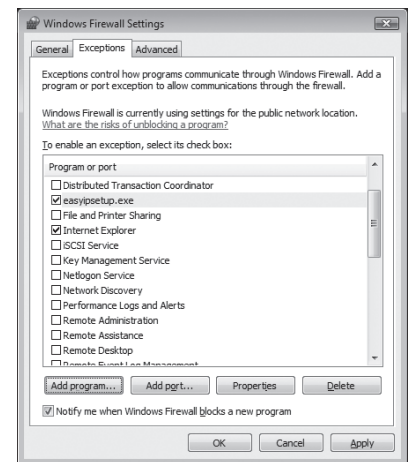 Windows Firewall Settings
General Exceptions Advanced
Exceptions control how programs communicate through Windows Firewall. Add a
program or port exception to allow communications through the firewall.
Windows Firewall is currently using settings for the public network location.
What are the risks of unblocking a program?
To enable an exception, select its check box:
Program or port
Distributed Transaction Coordinator
easyipsetup.exe
File and Printer Sharing
Internet Explorer
iSCSI Service
Key Management Service
Netlogon Service
Network Discovery
Performance Logs and Alerts
Remote Administration
Remote Assistance
Remote Desktop
Remote Event Log Management
Add program... Add port... Properties Delete
Notify me when Windows Firewall blocks a new program
OK Cancel Apply